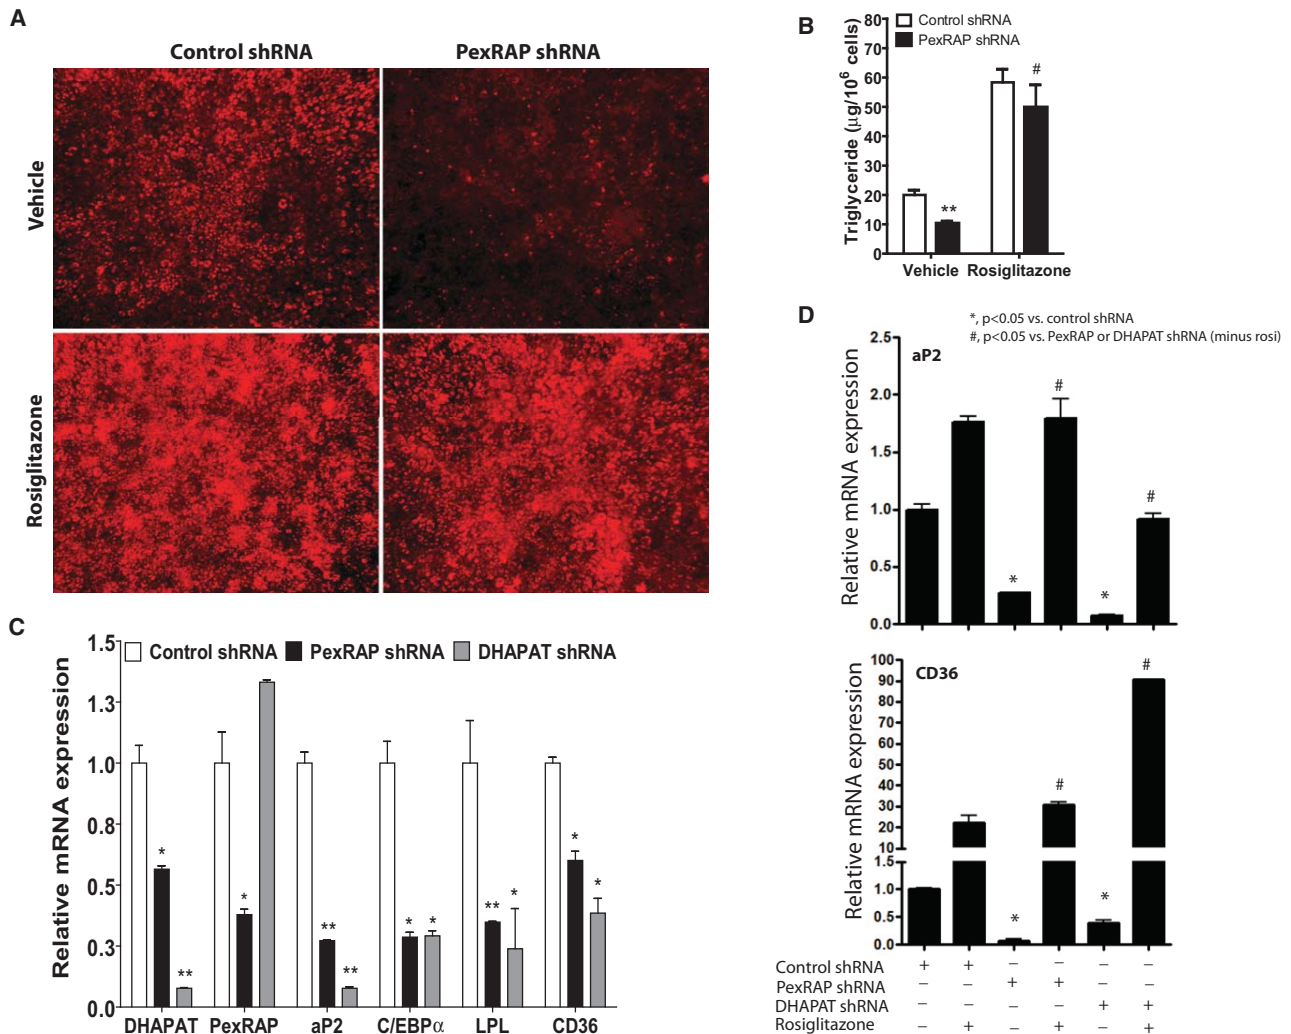 A
Control shRNA
PexRAP shRNA
Vehicle
Rosiglitazone
B
Triglyceride (µg/10⁶ cells)
80
70
60
50
40
30
20
10
0
Control shRNA
PexRAP shRNA
**
#
Vehicle
Rosiglitazone
C
Relative mRNA expression
1.5
1.3
1.0
0.8
0.5
0.3
0.0
Control shRNA
PexRAP shRNA
DHAPAT shRNA
*
**
*
**
**
*
*
**
*
*
*
DHAPAT
PexRAP
aP2
C/EBPα
LPL
CD36
D
*, p<0.05 vs. control shRNA
#, p<0.05 vs. PexRAP or DHAPAT shRNA (minus rosi)
aP2
Relative mRNA expression
2.5
2.0
1.5
1.0
0.5
0.0
*
#
*
#
CD36
Relative mRNA expression
100
90
80
70
60
50
40
30
20
10
1.5
1.0
0.5
0.0
*
#
*
#
Control shRNA + + − − − −
PexRAP shRNA − − + + − −
DHAPAT shRNA − − − − + +
Rosiglitazone − + − + − +